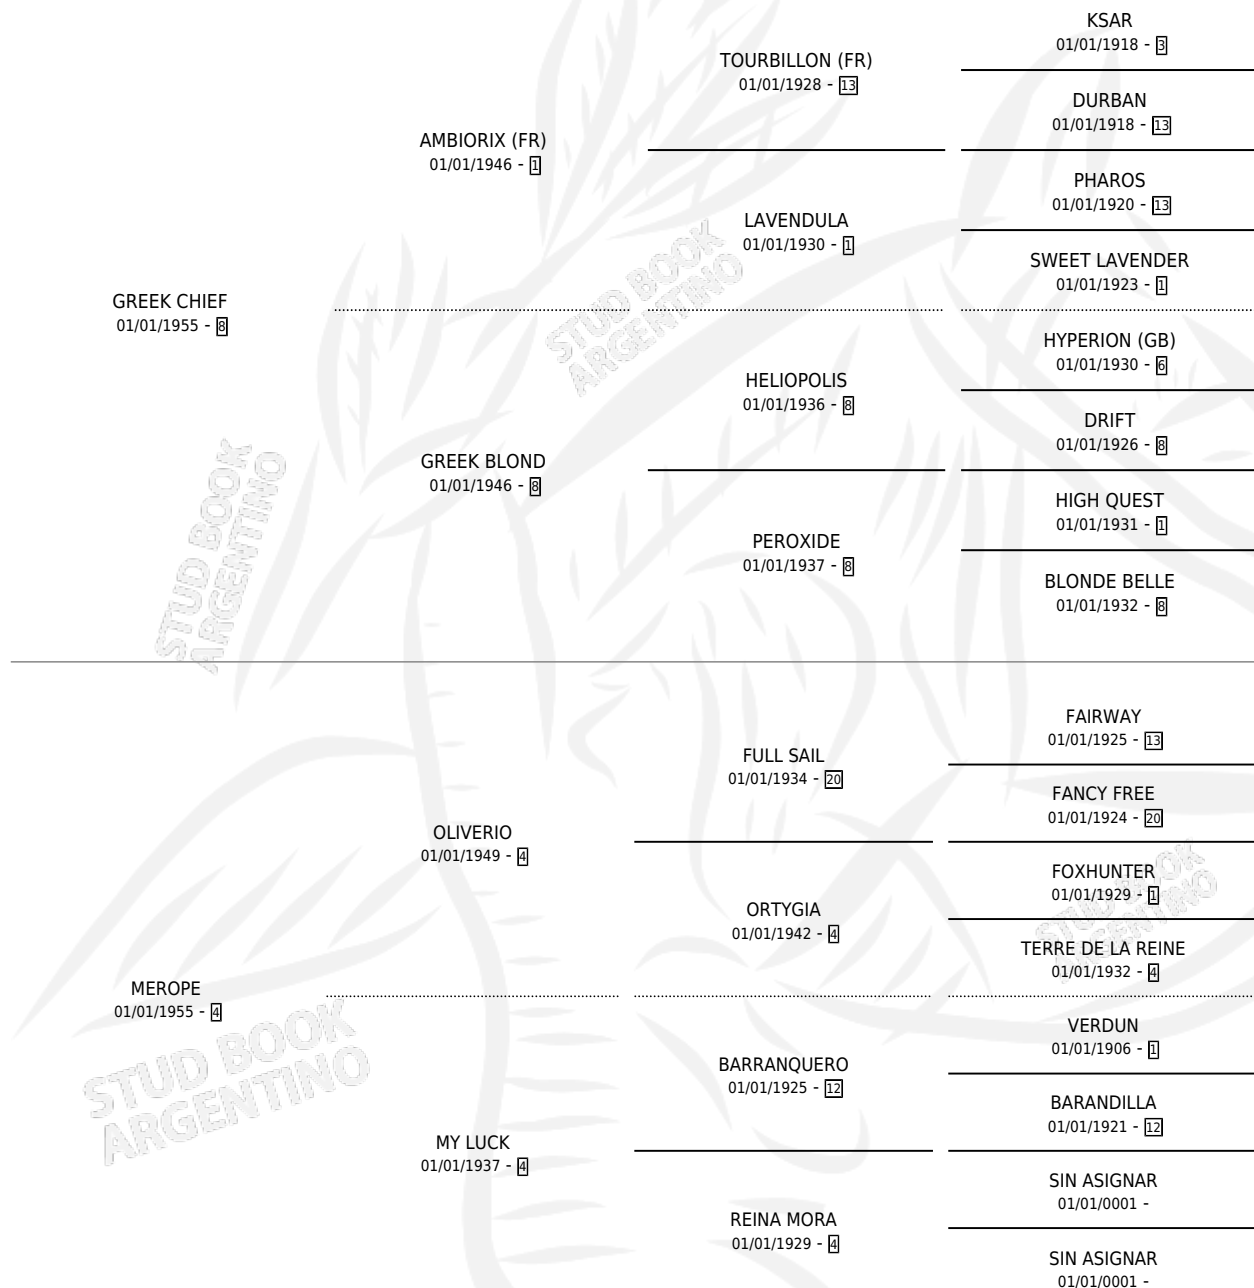 KSAR
01/01/1918 - 3
TOURBILLON (FR)
01/01/1928 - 13
DURBAN
01/01/1918 - 13
AMBIORIX (FR)
01/01/1946 - 1
PHAROS
01/01/1920 - 13
LAVENDULA
01/01/1930 - 1
SWEET LAVENDER
01/01/1923 - 1
GREEK CHIEF
01/01/1955 - 8
STUD BOOK
ARGENTINO
HYPERION (GB)
01/01/1930 - 6
HELIOPOLIS
01/01/1936 - 8
DRIFT
01/01/1926 - 8
GREEK BLOND
01/01/1946 - 8
HIGH QUEST
01/01/1931 - 1
PEROXIDE
01/01/1937 - 8
BLONDE BELLE
01/01/1932 - 8
STUD BOOK
ARGENTINO
FAIRWAY
01/01/1925 - 13
FULL SAIL
01/01/1934 - 20
FANCY FREE
01/01/1924 - 20
OLIVERIO
01/01/1949 - 4
FOXHUNTER
01/01/1929 - 1
ORTYGIA
01/01/1942 - 4
STUD BOOK
ARGENTINO
TERRE DE LA REINE
01/01/1932 - 4
MEROPE
01/01/1955 - 4
STUD BOOK
ARGENTINO
VERDUN
01/01/1906 - 1
BARRANQUERO
01/01/1925 - 12
BARANDILLA
01/01/1921 - 12
MY LUCK
01/01/1937 - 4
SIN ASIGNAR
01/01/0001 -
REINA MORA
01/01/1929 - 4
SIN ASIGNAR
01/01/0001 -